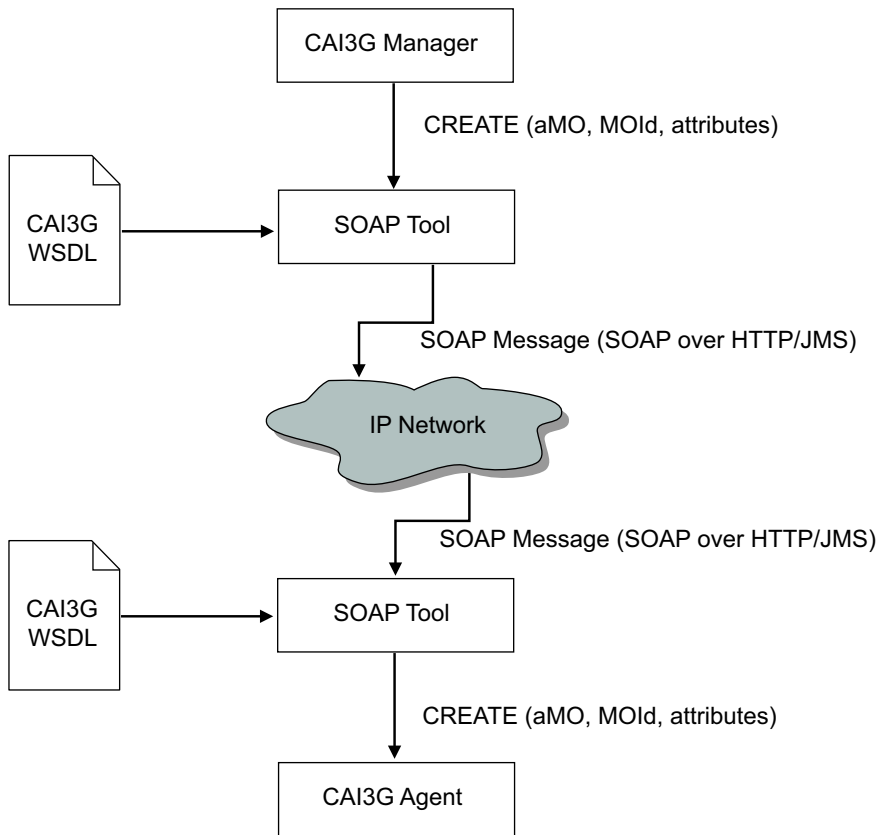 CAI3G Manager
CREATE (aMO, MOId, attributes)
CAI3G
WSDL
SOAP Tool
SOAP Message (SOAP over HTTP/JMS)
IP Network
SOAP Message (SOAP over HTTP/JMS)
CAI3G
WSDL
SOAP Tool
CREATE (aMO, MOId, attributes)
CAI3G Agent